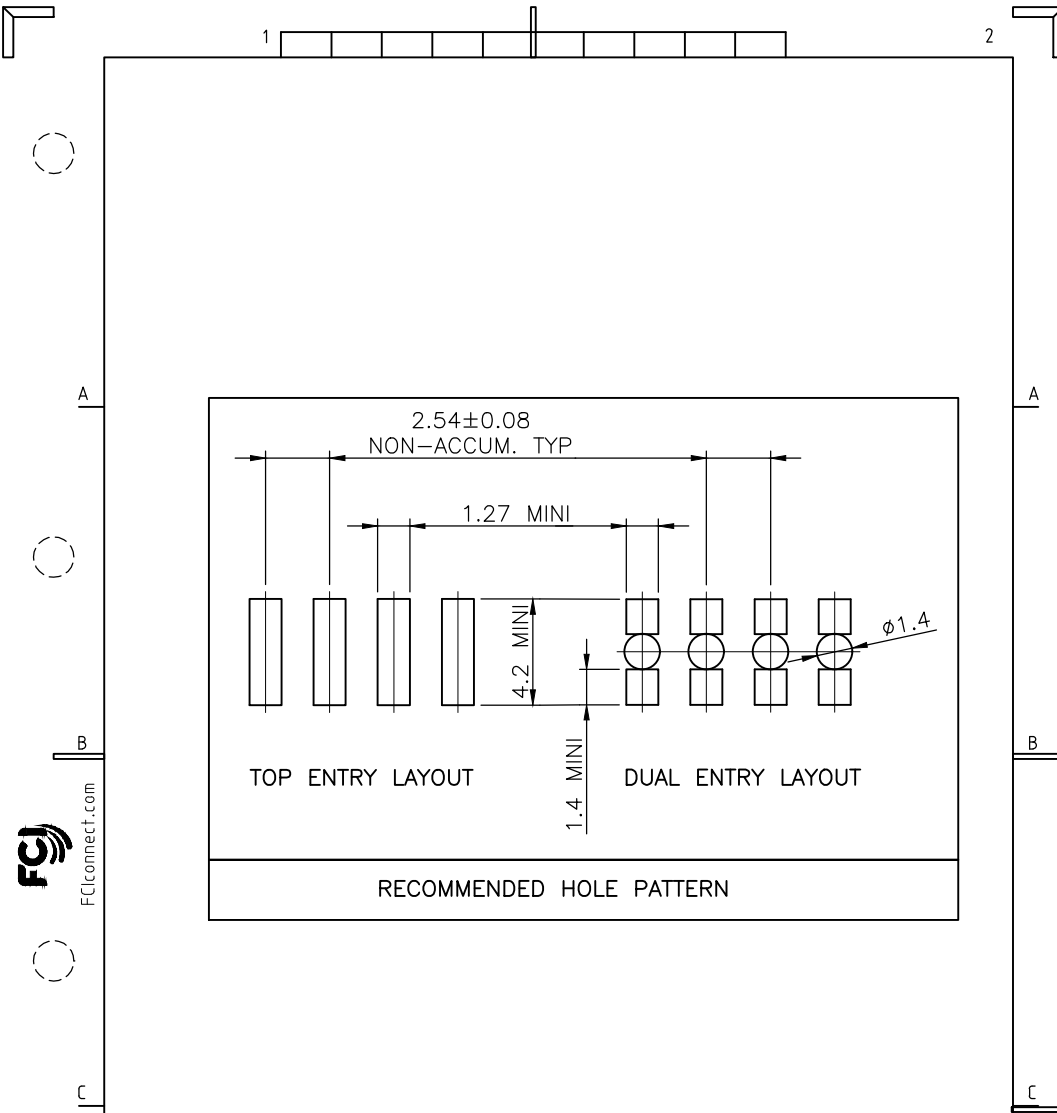 1
2
A
A
2.54±0.08
NON-ACCUM. TYP
1.27 MINI
4.2 MINI
ø1.4
1.4 MINI
B
B
TOP ENTRY LAYOUT
DUAL ENTRY LAYOUT
FCI
FCIconnect.com
RECOMMENDED HOLE PATTERN
C
C